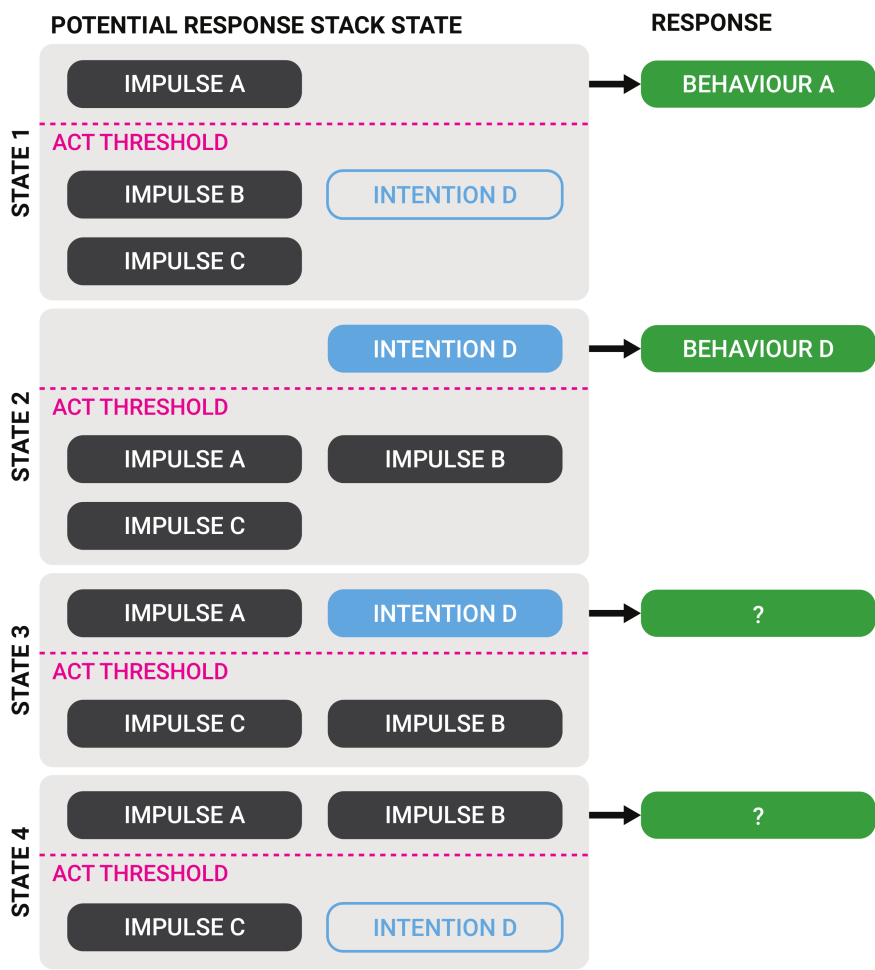 POTENTIAL RESPONSE STACK STATE
RESPONSE
STATE 1
IMPULSE A
BEHAVIOUR A
ACT THRESHOLD
IMPULSE B
INTENTION D
IMPULSE C
STATE 2
INTENTION D
BEHAVIOUR D
ACT THRESHOLD
IMPULSE A
IMPULSE B
IMPULSE C
STATE 3
IMPULSE A
INTENTION D
?
ACT THRESHOLD
IMPULSE C
IMPULSE B
STATE 4
IMPULSE A
IMPULSE B
?
ACT THRESHOLD
IMPULSE C
INTENTION D